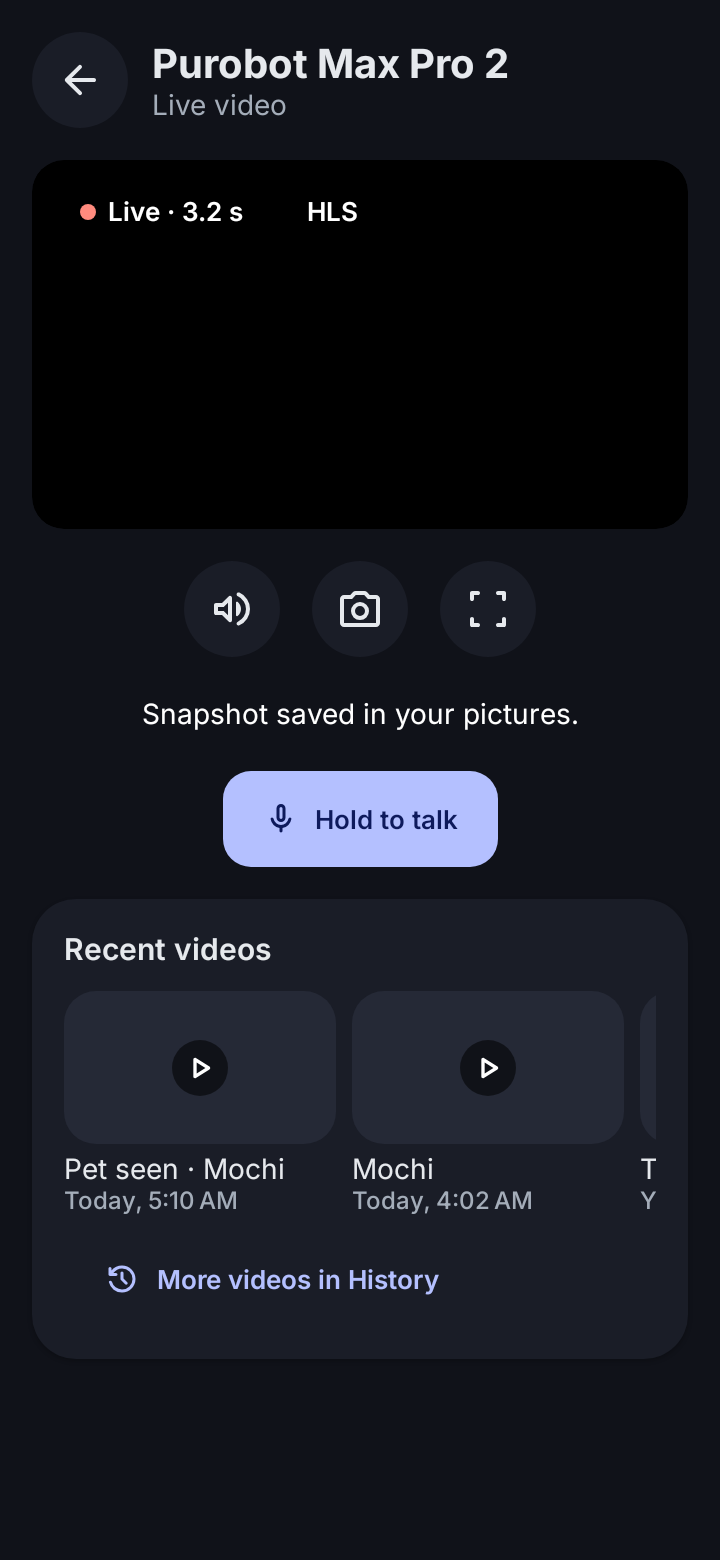 Purobot Max Pro 2
Live video
Live · 3.2 s
HLS
Snapshot saved in your pictures.
Hold to talk
Recent videos
Pet seen · Mochi
Today, 5:10 AM
Mochi
Today, 4:02 AM
T
Y
More videos in History